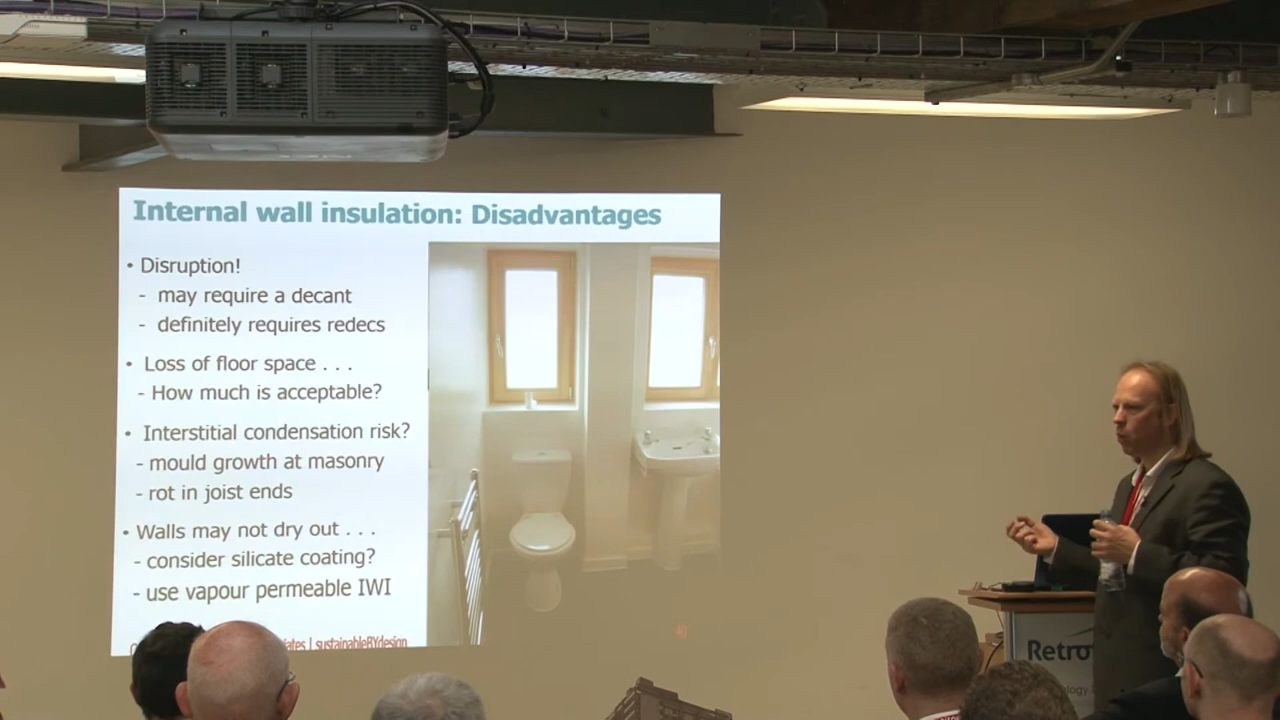 Internal wall insulation: Disadvantages
• Disruption!
- may require a decant
- definitely requires redecs
• Loss of floor space . . .
- How much is acceptable?
• Interstitial condensation risk?
- mould growth at masonry
- rot in joist ends
• Walls may not dry out . . .
- consider silicate coating?
- use vapour permeable IWI
| sustainableBYdesign
Retro